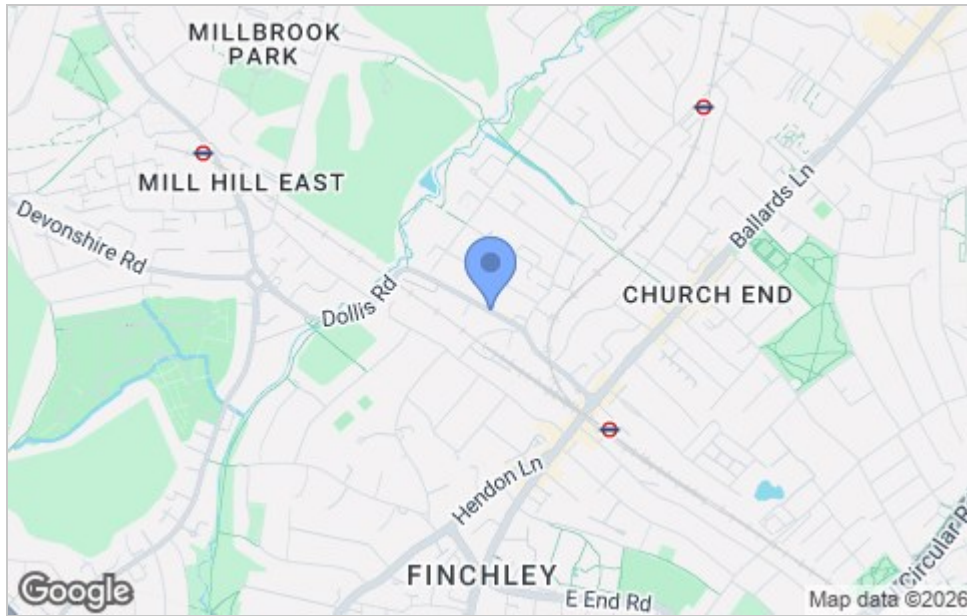 MILLBROOK
PARK
MILL HILL EAST
Devonshire Rd
Dollis Rd
Ballards Ln
CHURCH END
Hendon Ln
FINCHLEY
E End Rd
Circular R
Google
Map data ©2026